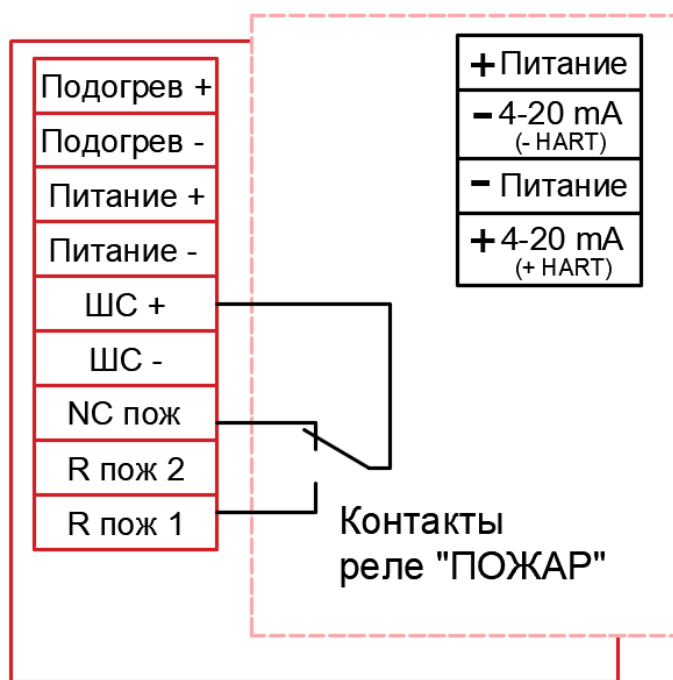 Подогрев +
Подогрев -
Питание +
Питание -
ШС +
ШС -
NC пож
R пож 2
R пож 1
+ Питание
- 4-20 mA
(- HART)
- Питание
+ 4-20 mA
(+ HART)
Контакты
реле "ПОЖАР"